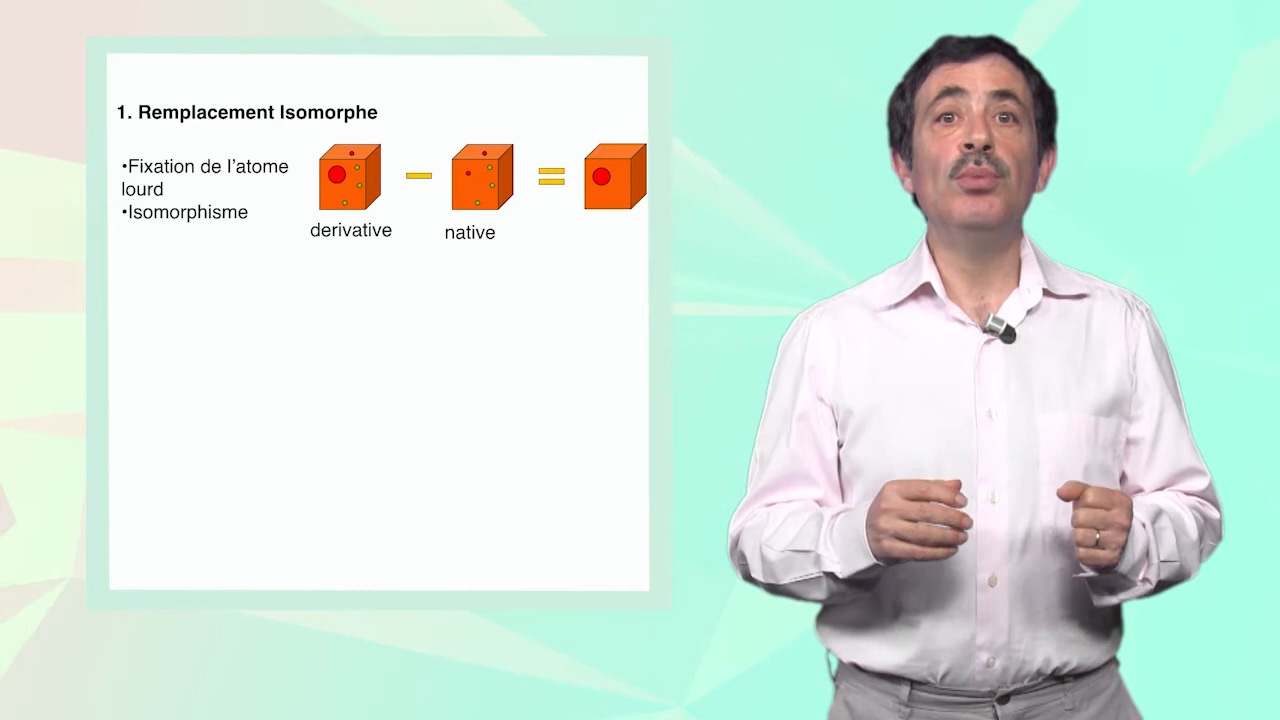 1. Remplacement Isomorphe
•Fixation de l’atome
lourd
•Isomorphisme
derivative
native